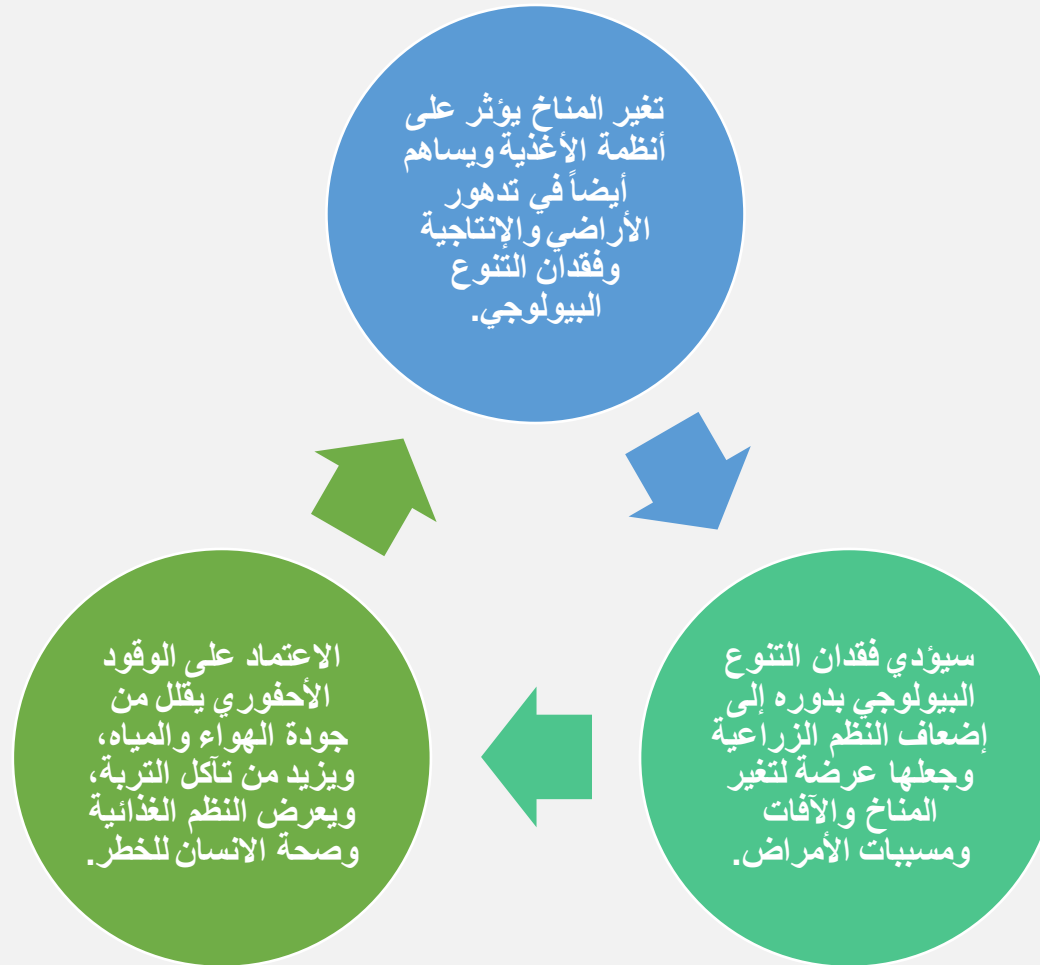 تغير المناخ يؤثر على
أنظمة الأغذية ويساهم
أيضاً في تدهور
الأراضي والإنتاجية
وفقدان التنوع
البيولوجي.
سيؤدي فقدان التنوع
البيولوجي بدوره إلى
إضعاف النظم الزراعية
وجعلها عرضة لتغير
المناخ والآفات
ومسببات الأمراض.
الاعتماد على الوقود
الأحفوري يقلل من
جودة الهواء والمياه،
ويزيد من تآكل التربة،
ويعرض النظم الغذائية
وصحة الانسان للخطر.